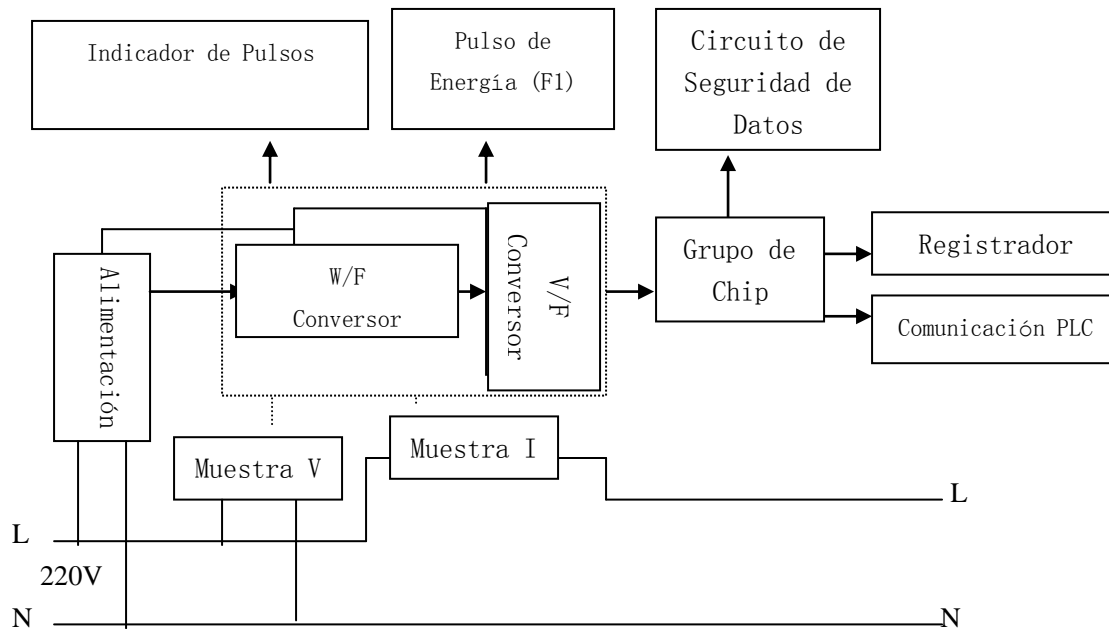 Indicador de Pulsos
Pulso de
Energía (F1)
Circuito de
Seguridad de
Datos
Alimentación
W/F
Conversor
V/F
Conversor
Grupo de
Chip
Registrador
Comunicación PLC
Muestra V
Muestra I
L
L
220V
N
N